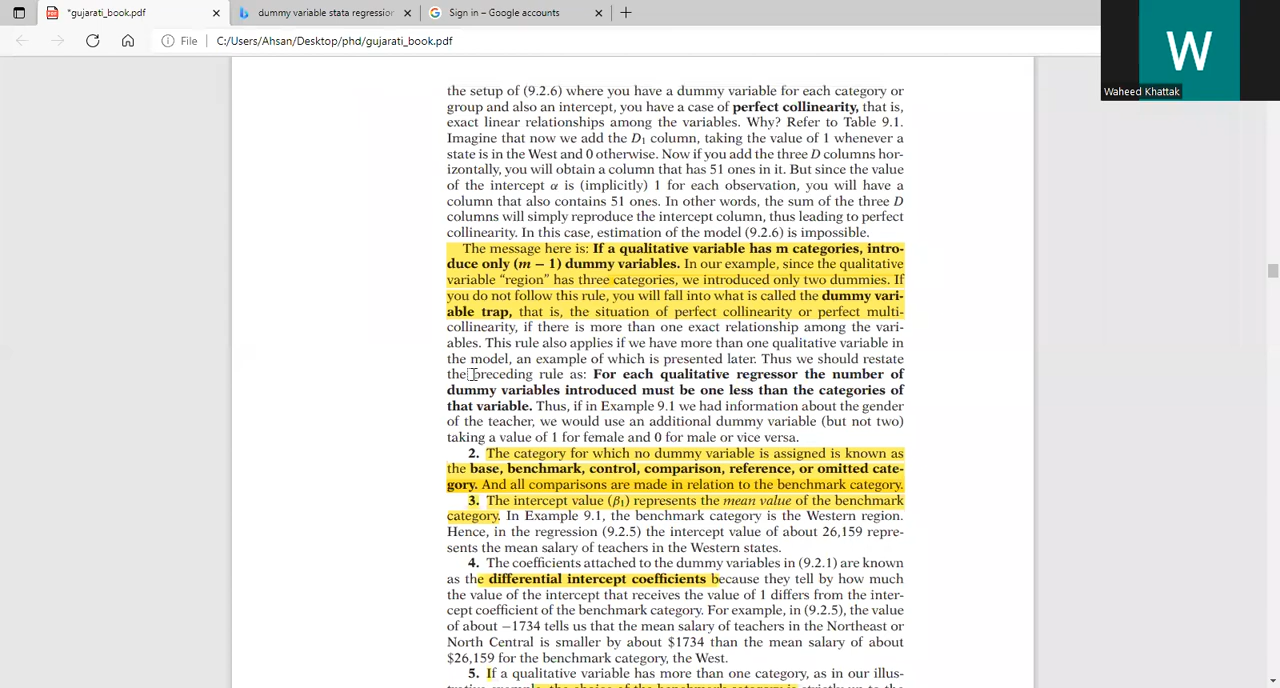 *gujarati_book.pdf
dummy variable stata regression
Sign in – Google accounts
File
C:/Users/Ahsan/Desktop/phd/gujarati_book.pdf
W
Waheed Khattak
the setup of (9.2.6) where you have a dummy variable for each category or
group and also an intercept, you have a case of perfect collinearity, that is,
exact linear relationships among the variables. Why? Refer to Table 9.1.
Imagine that now we add the D1 column, taking the value of 1 whenever a
state is in the West and 0 otherwise. Now if you add the three D columns hor-
izontally, you will obtain a column that has 51 ones in it. But since the value
of the intercept α is (implicitly) 1 for each observation, you will have a
column that also contains 51 ones. In other words, the sum of the three D
columns will simply reproduce the intercept column, thus leading to perfect
collinearity. In this case, estimation of the model (9.2.6) is impossible.
The message here is: If a qualitative variable has m categories, intro-
duce only (m − 1) dummy variables. In our example, since the qualitative
variable “region” has three categories, we introduced only two dummies. If
you do not follow this rule, you will fall into what is called the dummy vari-
able trap, that is, the situation of perfect collinearity or perfect multi-
collinearity, if there is more than one exact relationship among the vari-
ables. This rule also applies if we have more than one qualitative variable in
the model, an example of which is presented later. Thus we should restate
the preceding rule as: For each qualitative regressor the number of
dummy variables introduced must be one less than the categories of
that variable. Thus, if in Example 9.1 we had information about the gender
of the teacher, we would use an additional dummy variable (but not two)
taking a value of 1 for female and 0 for male or vice versa.
2. The category for which no dummy variable is assigned is known as
the base, benchmark, control, comparison, reference, or omitted cate-
gory. And all comparisons are made in relation to the benchmark category.
3. The intercept value (β1) represents the mean value of the benchmark
category. In Example 9.1, the benchmark category is the Western region.
Hence, in the regression (9.2.5) the intercept value of about 26,159 repre-
sents the mean salary of teachers in the Western states.
4. The coefficients attached to the dummy variables in (9.2.1) are known
as the differential intercept coefficients because they tell by how much
the value of the intercept that receives the value of 1 differs from the inter-
cept coefficient of the benchmark category. For example, in (9.2.5), the value
of about −1734 tells us that the mean salary of teachers in the Northeast or
North Central is smaller by about $1734 than the mean salary of about
$26,159 for the benchmark category, the West.
5. If a qualitative variable has more than one category, as in our illus-
trative example, the choice of the benchmark category is strictly up to the